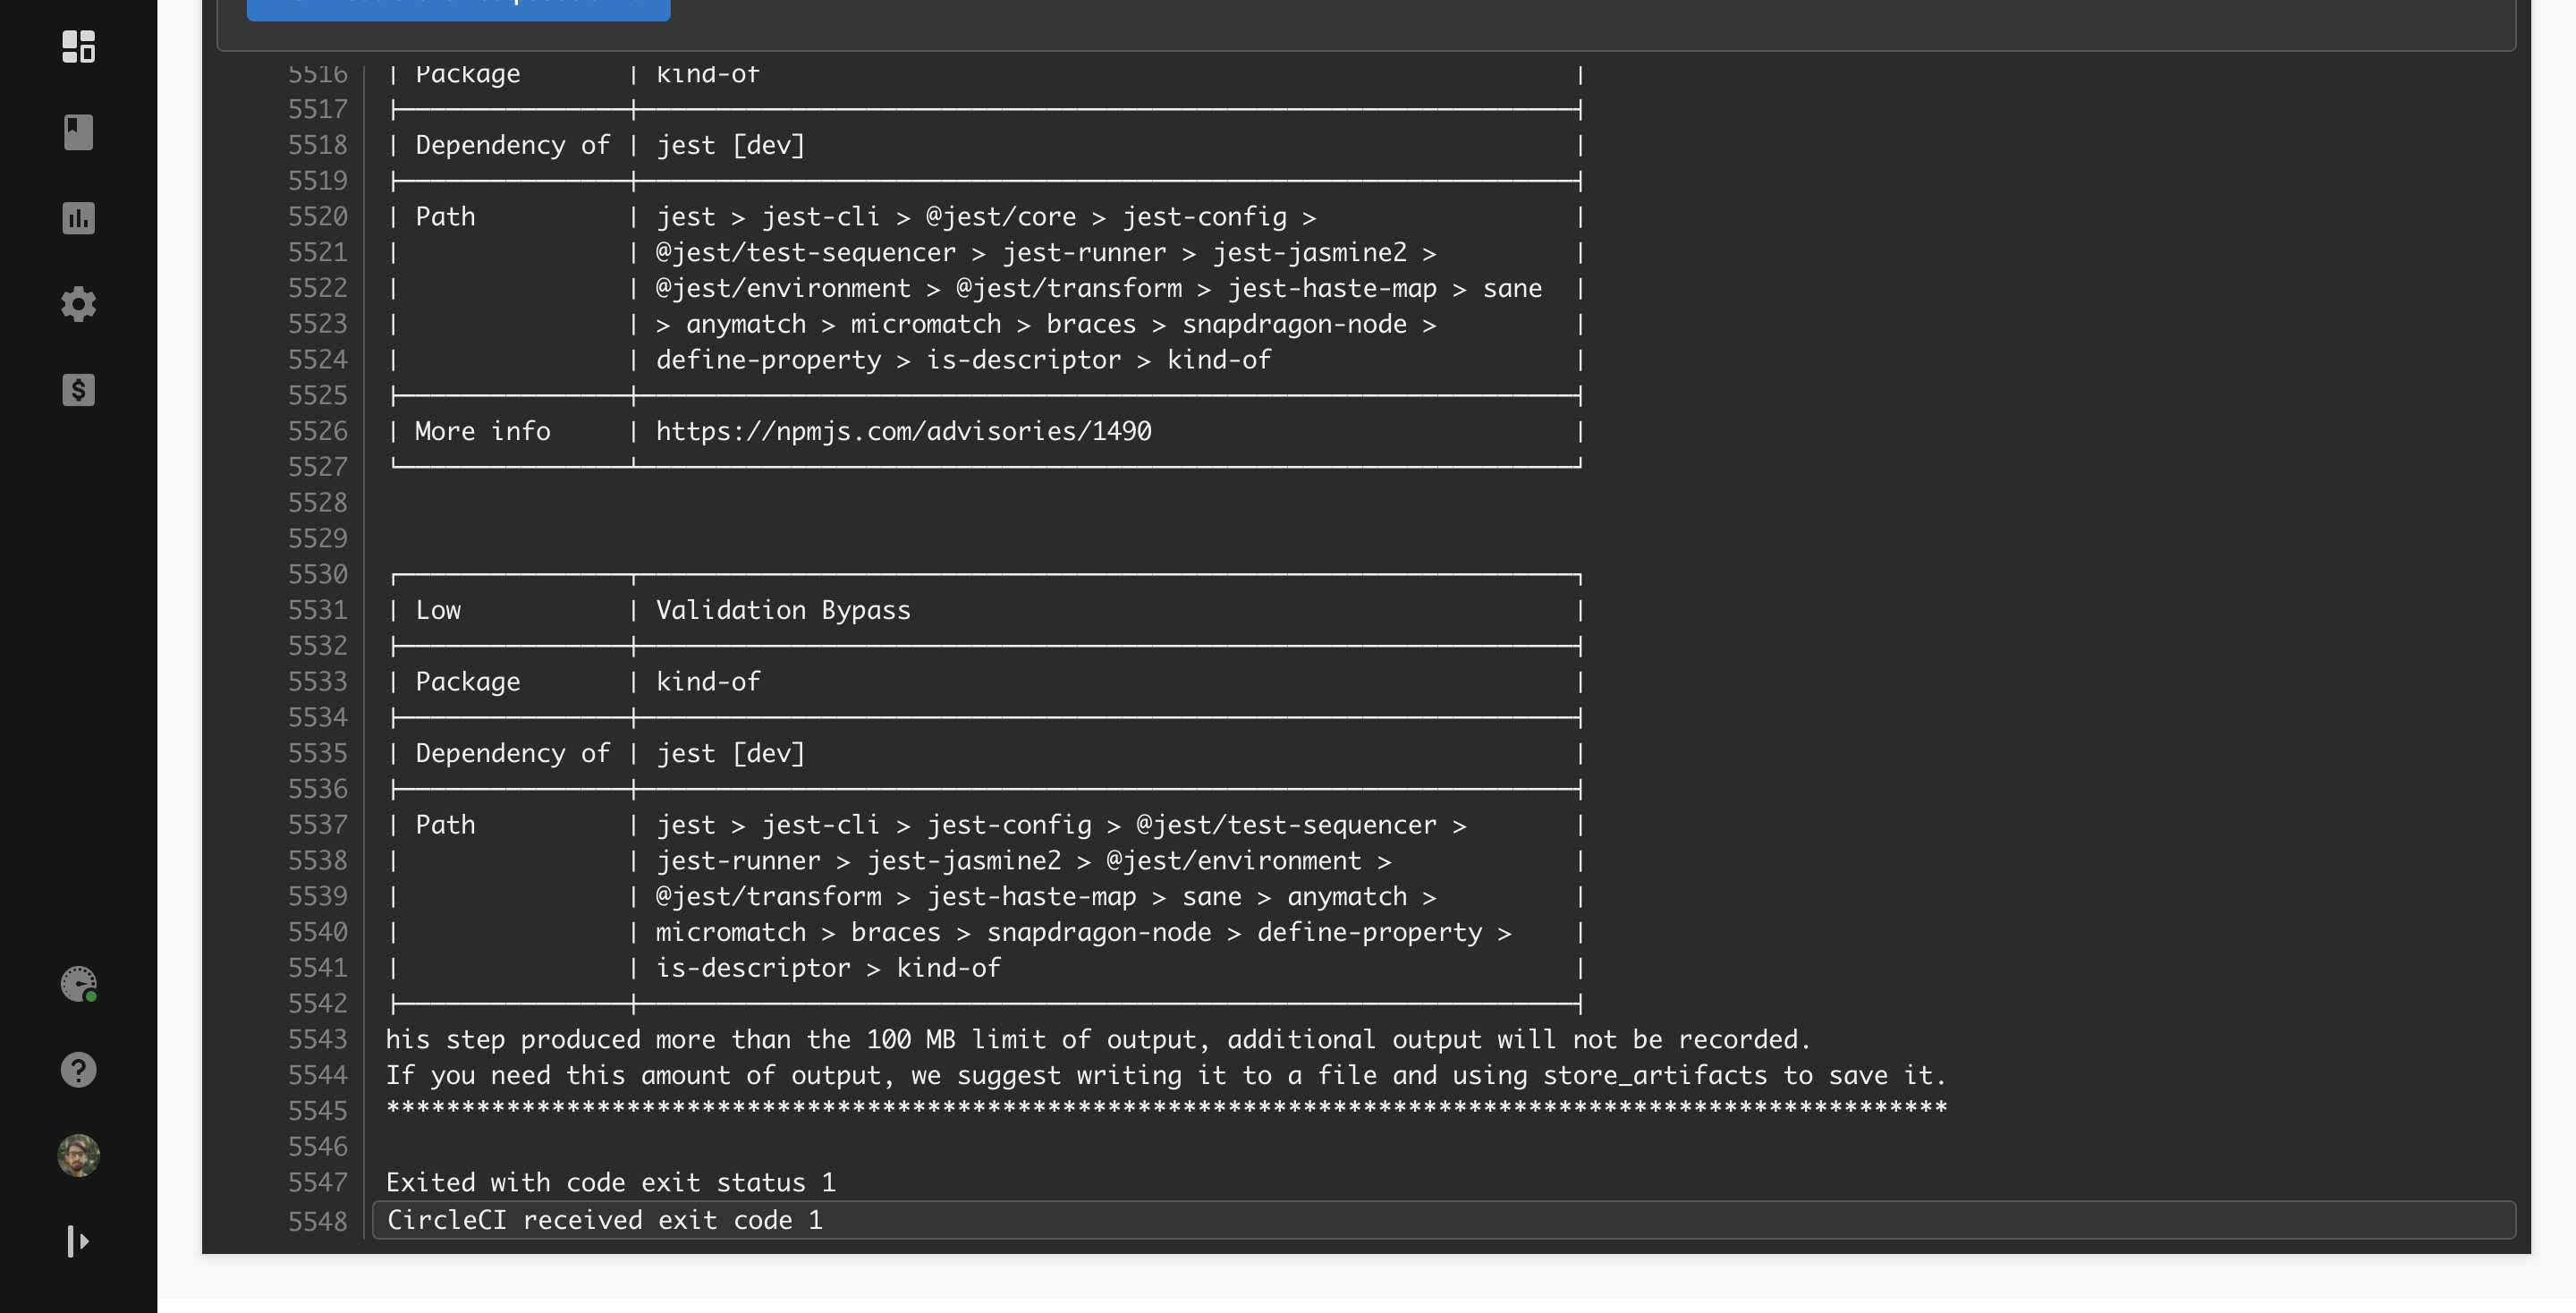 5516 | Package | kind-of |
5517
5518 | Dependency of | jest [dev] |
5519
5520 | Path | jest > jest-cli > @jest/core > jest-config > |
5521 | | @jest/test-sequencer > jest-runner > jest-jasmine2 > |
5522 | | @jest/environment > @jest/transform > jest-haste-map > sane |
5523 | | > anymatch > micromatch > braces > snapdragon-node > |
5524 | | define-property > is-descriptor > kind-of |
5525
5526 | More info | https://npmjs.com/advisories/1490 |
5527
5528
5529
5530
5531 | Low | Validation Bypass |
5532
5533 | Package | kind-of |
5534
5535 | Dependency of | jest [dev] |
5536
5537 | Path | jest > jest-cli > jest-config > @jest/test-sequencer > |
5538 | | jest-runner > jest-jasmine2 > @jest/environment > |
5539 | | @jest/transform > jest-haste-map > sane > anymatch > |
5540 | | micromatch > braces > snapdragon-node > define-property > |
5541 | | is-descriptor > kind-of |
5542
5543 his step produced more than the 100 MB limit of output, additional output will not be recorded.
5544 If you need this amount of output, we suggest writing it to a file and using store_artifacts to save it.
5545 ********************************************************************************************************
5546
5547 Exited with code exit status 1
5548 CircleCI received exit code 1